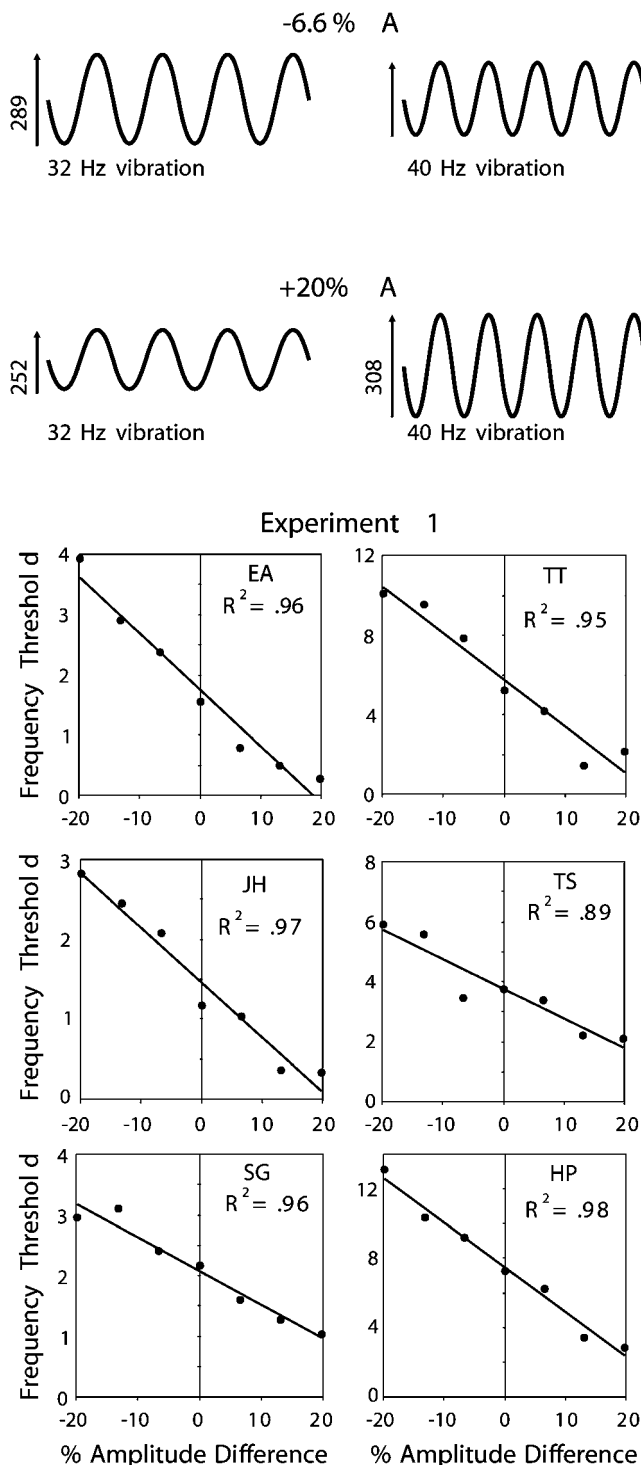 -6.6 % A
289
32 Hz vibration
40 Hz vibration
+20% A
252
308
32 Hz vibration
40 Hz vibration
Experiment 1
Frequency Threshol d
4
3
2
1
0
EA
R² = .96
-20 -10 0 10 20
12
8
4
0
TT
R² = .95
-20 -10 0 10 20
Frequency Threshol d
3
2
1
0
JH
R² = .97
-20 -10 0 10 20
8
6
4
2
0
TS
R² = .89
-20 -10 0 10 20
Frequency Threshol d
4
3
2
1
0
SG
R² = .96
-20 -10 0 10 20
% Amplitude Difference
12
8
4
0
HP
R² = .98
-20 -10 0 10 20
% Amplitude Difference